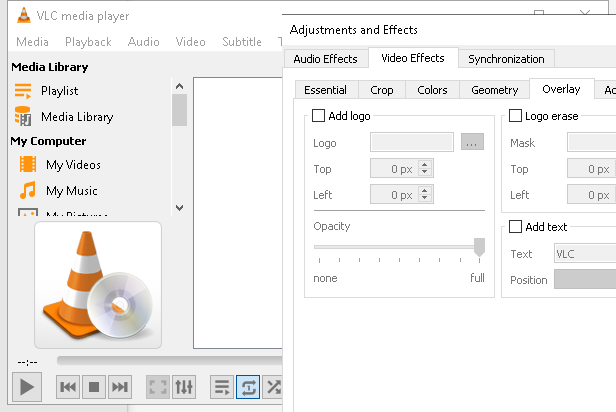 VLC media player
Media Playback Audio Video Subtitle
Media Library
Playlist
Media Library
My Computer
My Videos
My Music
My Pictures
--:--
Adjustments and Effects
Audio Effects Video Effects Synchronization
Essential Crop Colors Geometry Overlay
Add logo
Logo ...
Top 0 px
Left 0 px
Opacity
none full
Logo erase
Mask
Top 0 px
Left 0 px
Add text
Text VLC
Position